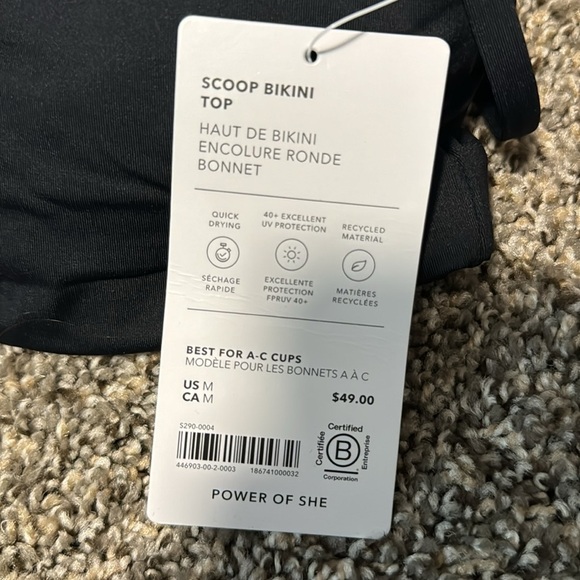 SCOOP BIKINI
TOP
HAUT DE BIKINI
ENCOLURE RONDE
BONNET
QUICK
DRYING
SÉCHAGE
RAPIDE
40+ EXCELLENT
UV PROTECTION
EXCELLENTE
PROTECTION
FPRUV 40+
RECYCLED
MATERIAL
MATIÈRES
RECYCLÉES
BEST FOR A-C CUPS
MODÈLE POUR LES BONNETS A À C
US M
CA M
$49.00
S290-0004
446903-00-2-0003 186741000032
Certified
Certifiée
B
Entreprise
Corporation
POWER OF SHE